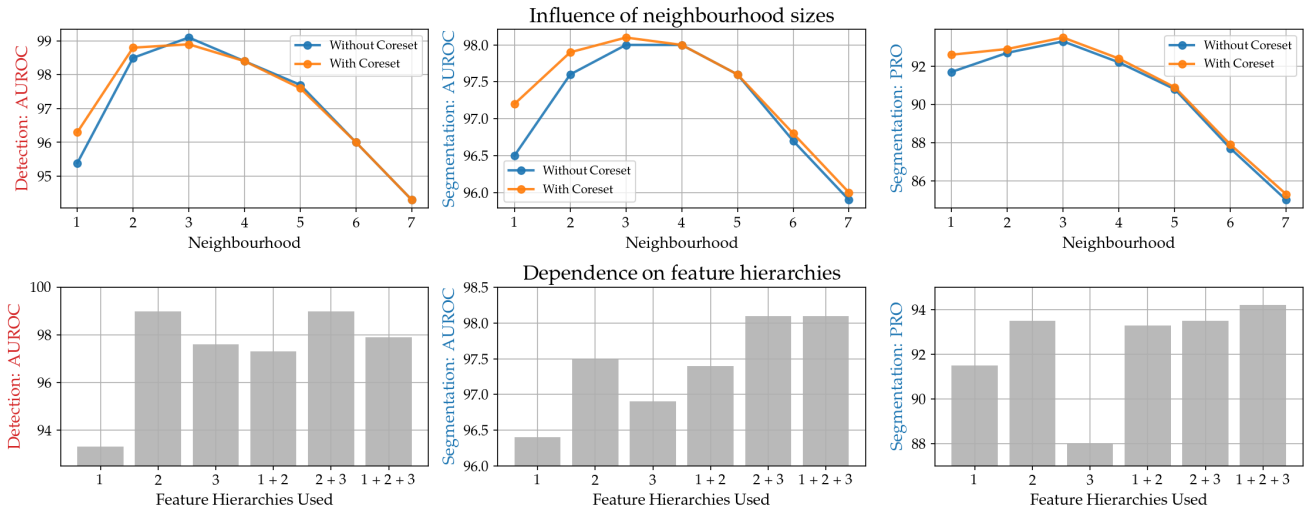 Influence of neighbourhood sizes
Detection: AUROC
99
98
97
96
95
Without Coreset
With Coreset
1 2 3 4 5 6 7
Neighbourhood
Segmentation: AUROC
98.0
97.5
97.0
96.5
96.0
Without Coreset
With Coreset
1 2 3 4 5 6 7
Neighbourhood
Segmentation: PRO
92
90
88
86
Without Coreset
With Coreset
1 2 3 4 5 6 7
Neighbourhood
Dependence on feature hierarchies
Detection: AUROC
100
98
96
94
1 2 3 1 + 2 2 + 3 1 + 2 + 3
Feature Hierarchies Used
Segmentation: AUROC
98.5
98.0
97.5
97.0
96.5
96.0
1 2 3 1 + 2 2 + 3 1 + 2 + 3
Feature Hierarchies Used
Segmentation: PRO
94
92
90
88
1 2 3 1 + 2 2 + 3 1 + 2 + 3
Feature Hierarchies Used